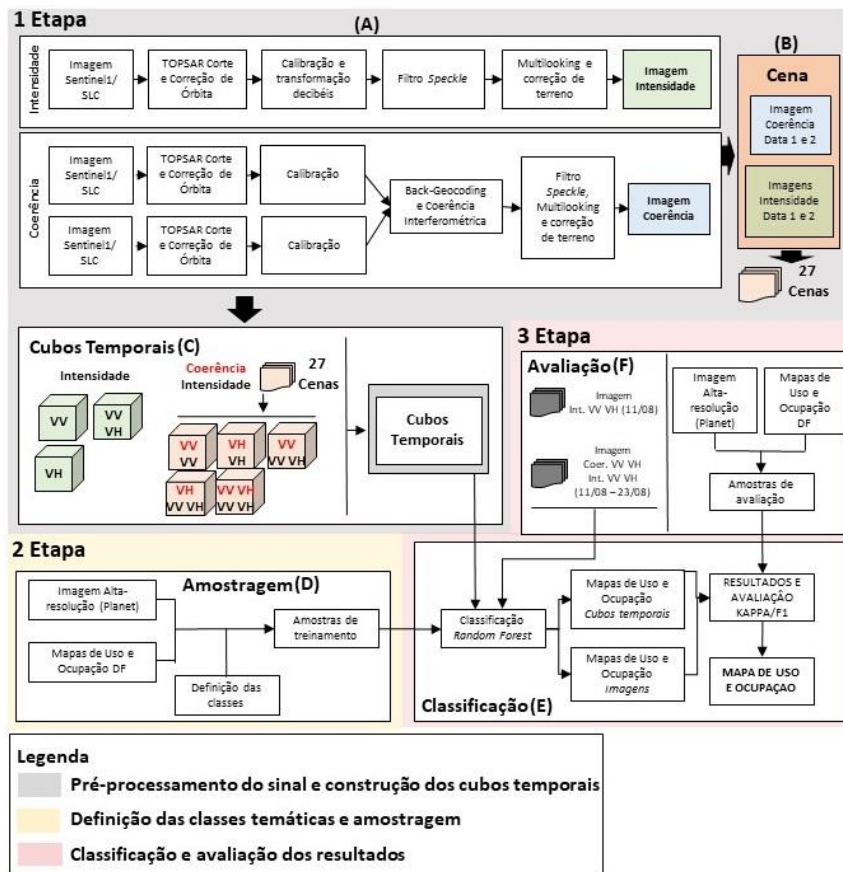 1 Etapa
(A)
Intensidade
Imagem
Sentinel1/
SLC
TOPSAR Corte
e Correção de
Órbita
Calibração e
transformação
decibéis
Filtro Speckle
Multilooking e
correção de
terreno
Imagem
Intensidade
(B)
Cena
Imagem
Coerência
Data 1 e 2
Imagens
Intensidade
Data 1 e 2
27
Cenas
Coerência
Imagem
Sentinel1/
SLC
TOPSAR Corte
e Correção de
Órbita
Calibração
Imagem
Sentinel1/
SLC
TOPSAR Corte
e Correção de
Órbita
Calibração
Back-Geocoding
e Coerência
Interferométrica
Filtro
Speckle,
Multilooking
e correção
de terreno
Imagem
Coerência
Cubos Temporais (C)
Intensidade
VV
VV
VH
VH
Coerência
Intensidade
27
Cenas
VV
VV
VH
VH
VV
VV VH
VH
VV VH
VV VH
VV VH
Cubos
Temporais
3 Etapa
Avaliação (F)
Imagem
Int. VV VH (11/08)
Imagem
Coer. VV VH
Int. VV VH
(11/08 – 23/08)
Imagem
Alta-
resolução
(Planet)
Mapas de
Uso e
Ocupação
DF
Amostras de
avaliação
2 Etapa
Amostragem (D)
Imagem Alta-
resolução (Planet)
Mapas de Uso e
Ocupação DF
Definição das
classes
Amostras de
treinamento
Classificação
Random Forest
Mapas de Uso e
Ocupação
Cubos temporais
Mapas de Uso e
Ocupação
imagens
RESULTADOS E
AVALIAÇÂO
KAPPA/F1
MAPA DE USO
E OCUPAÇAO
Classificação (E)
Legenda
Pré-processamento do sinal e construção dos cubos temporais
Definição das classes temáticas e amostragem
Classificação e avaliação dos resultados